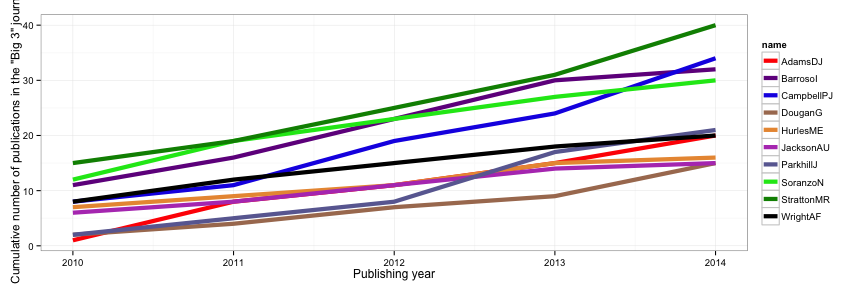 Cumulative number of publications in the "Big 3" journ
40
30
20
10
0
2010 2011 2012 2013 2014
Publishing year
name
AdamsDJ
BarrosoI
CampbellPJ
DouganG
HurlesME
JacksonAU
ParkhillJ
SoranzoN
StrattonMR
WrightAF